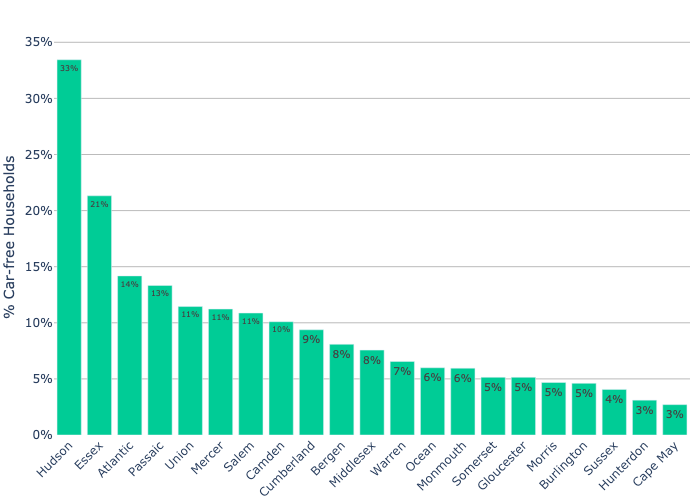 % Car-free Households
35%
30%
25%
20%
15%
10%
5%
0%
33%
21%
14%
13%
11%
11%
11%
10%
9%
8%
8%
7%
6%
6%
5%
5%
5%
5%
4%
3%
3%
Hudson
Essex
Atlantic
Passaic
Union
Mercer
Salem
Camden
Cumberland
Bergen
Middlesex
Warren
Ocean
Monmouth
Somerset
Gloucester
Morris
Burlington
Sussex
Hunterdon
Cape May